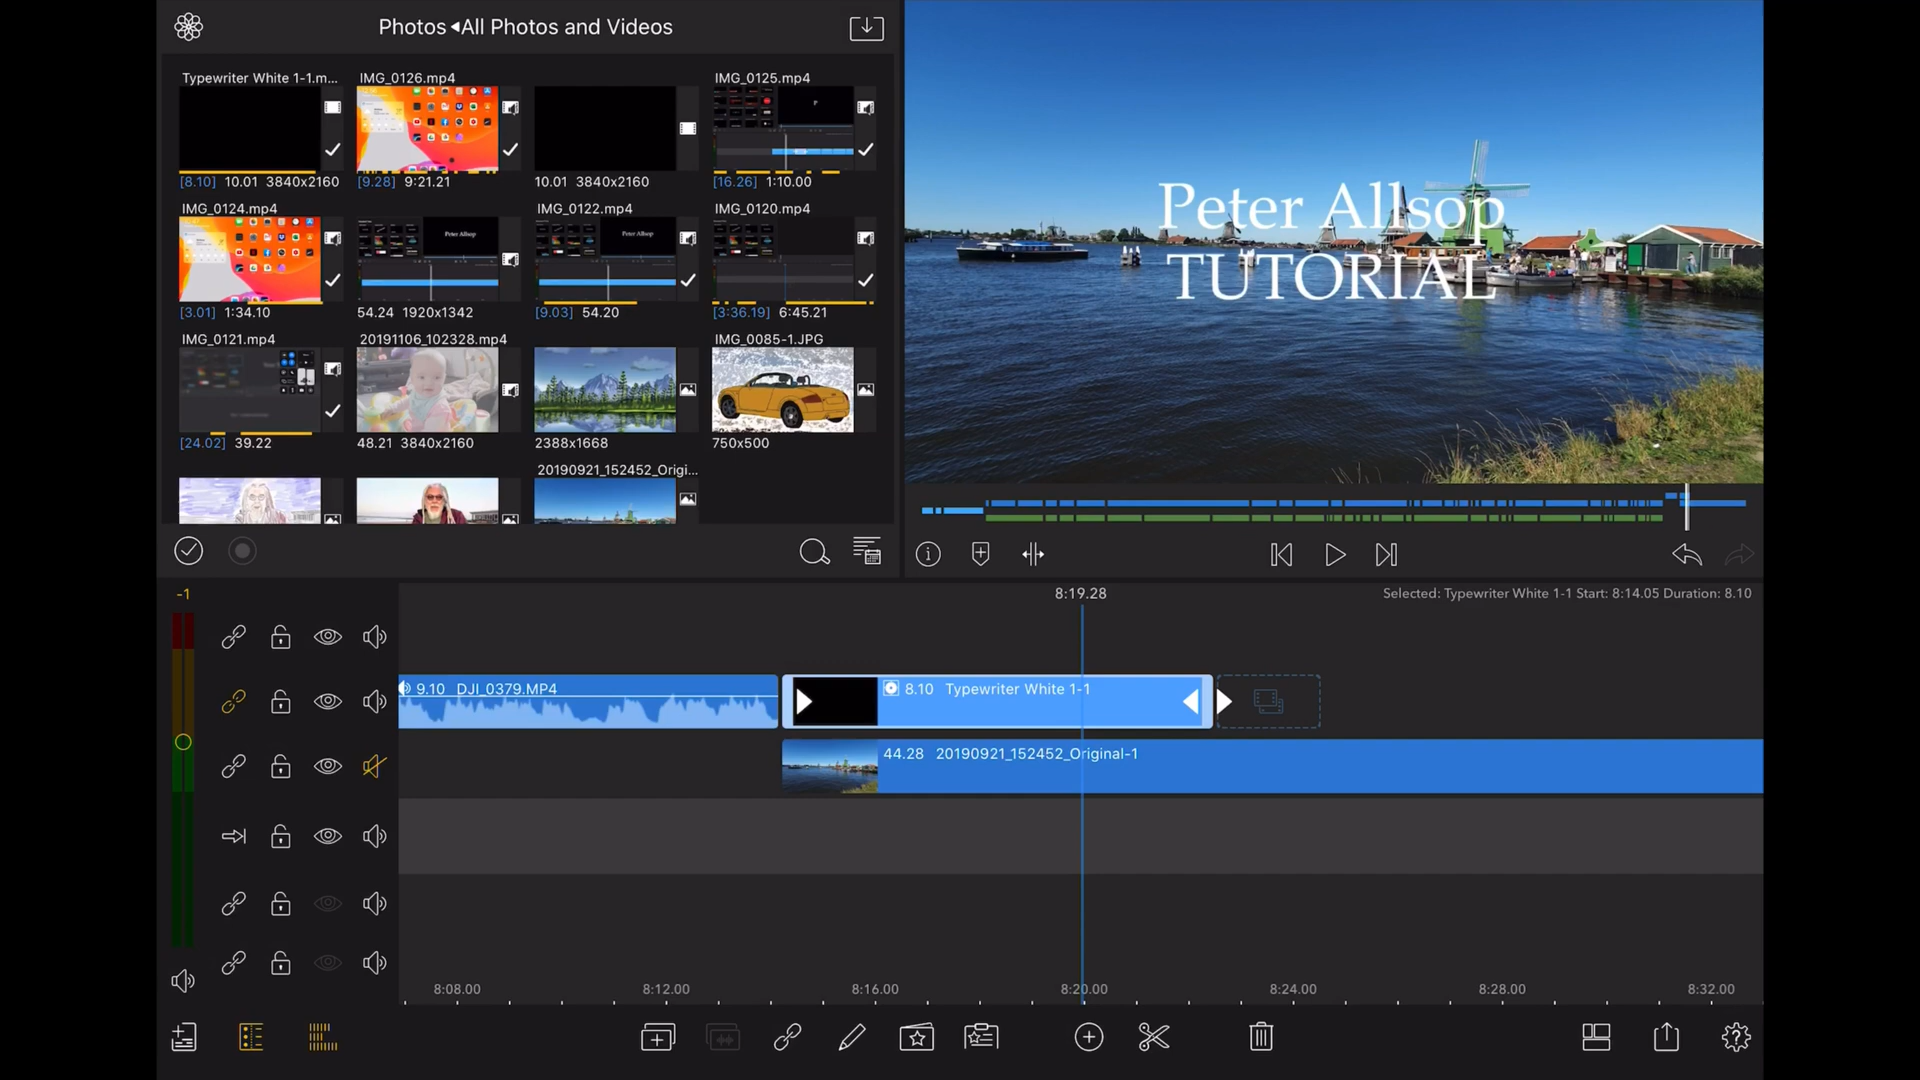 Photos ◂All Photos and Videos
Typewriter White 1-1.m...
IMG_0126.mp4
IMG_0125.mp4
[8.10] 10.01 3840x2160
[9.28] 9:21.21
10.01 3840x2160
[16.26] 1:10.00
IMG_0124.mp4
IMG_0122.mp4
IMG_0120.mp4
Peter Allsop
Peter Allsop
[3.01] 1:34.10
54.24 1920x1342
[9.03] 54.20
[3:36.19] 6:45.21
IMG_0121.mp4
20191106_102328.mp4
IMG_0085-1.JPG
[24.02] 39.22
48.21 3840x2160
2388x1668
750x500
20190921_152452_Origi...
Peter Allsop
TUTORIAL
-1
8:19.28
Selected: Typewriter White 1-1 Start: 8:14.05 Duration: 8.10
9.10 DJI_0379.MP4
8.10 Typewriter White 1-1
44.28 20190921_152452_Original-1
8:08.00
8:12.00
8:16.00
8:20.00
8:24.00
8:28.00
8:32.00